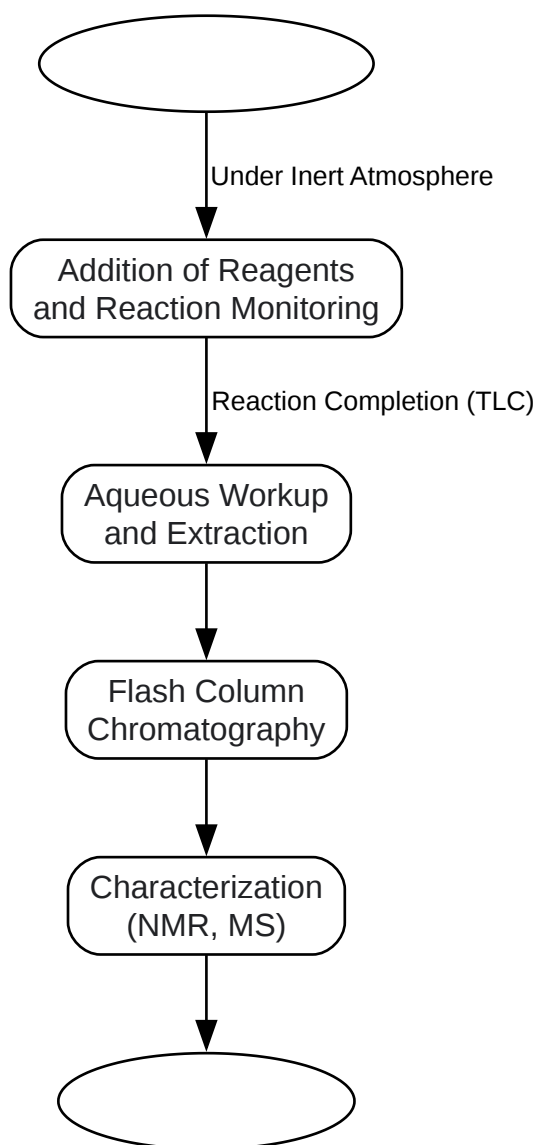 Under Inert Atmosphere
Addition of Reagents
and Reaction Monitoring
Reaction Completion (TLC)
Aqueous Workup
and Extraction
Flash Column
Chromatography
Characterization
(NMR, MS)